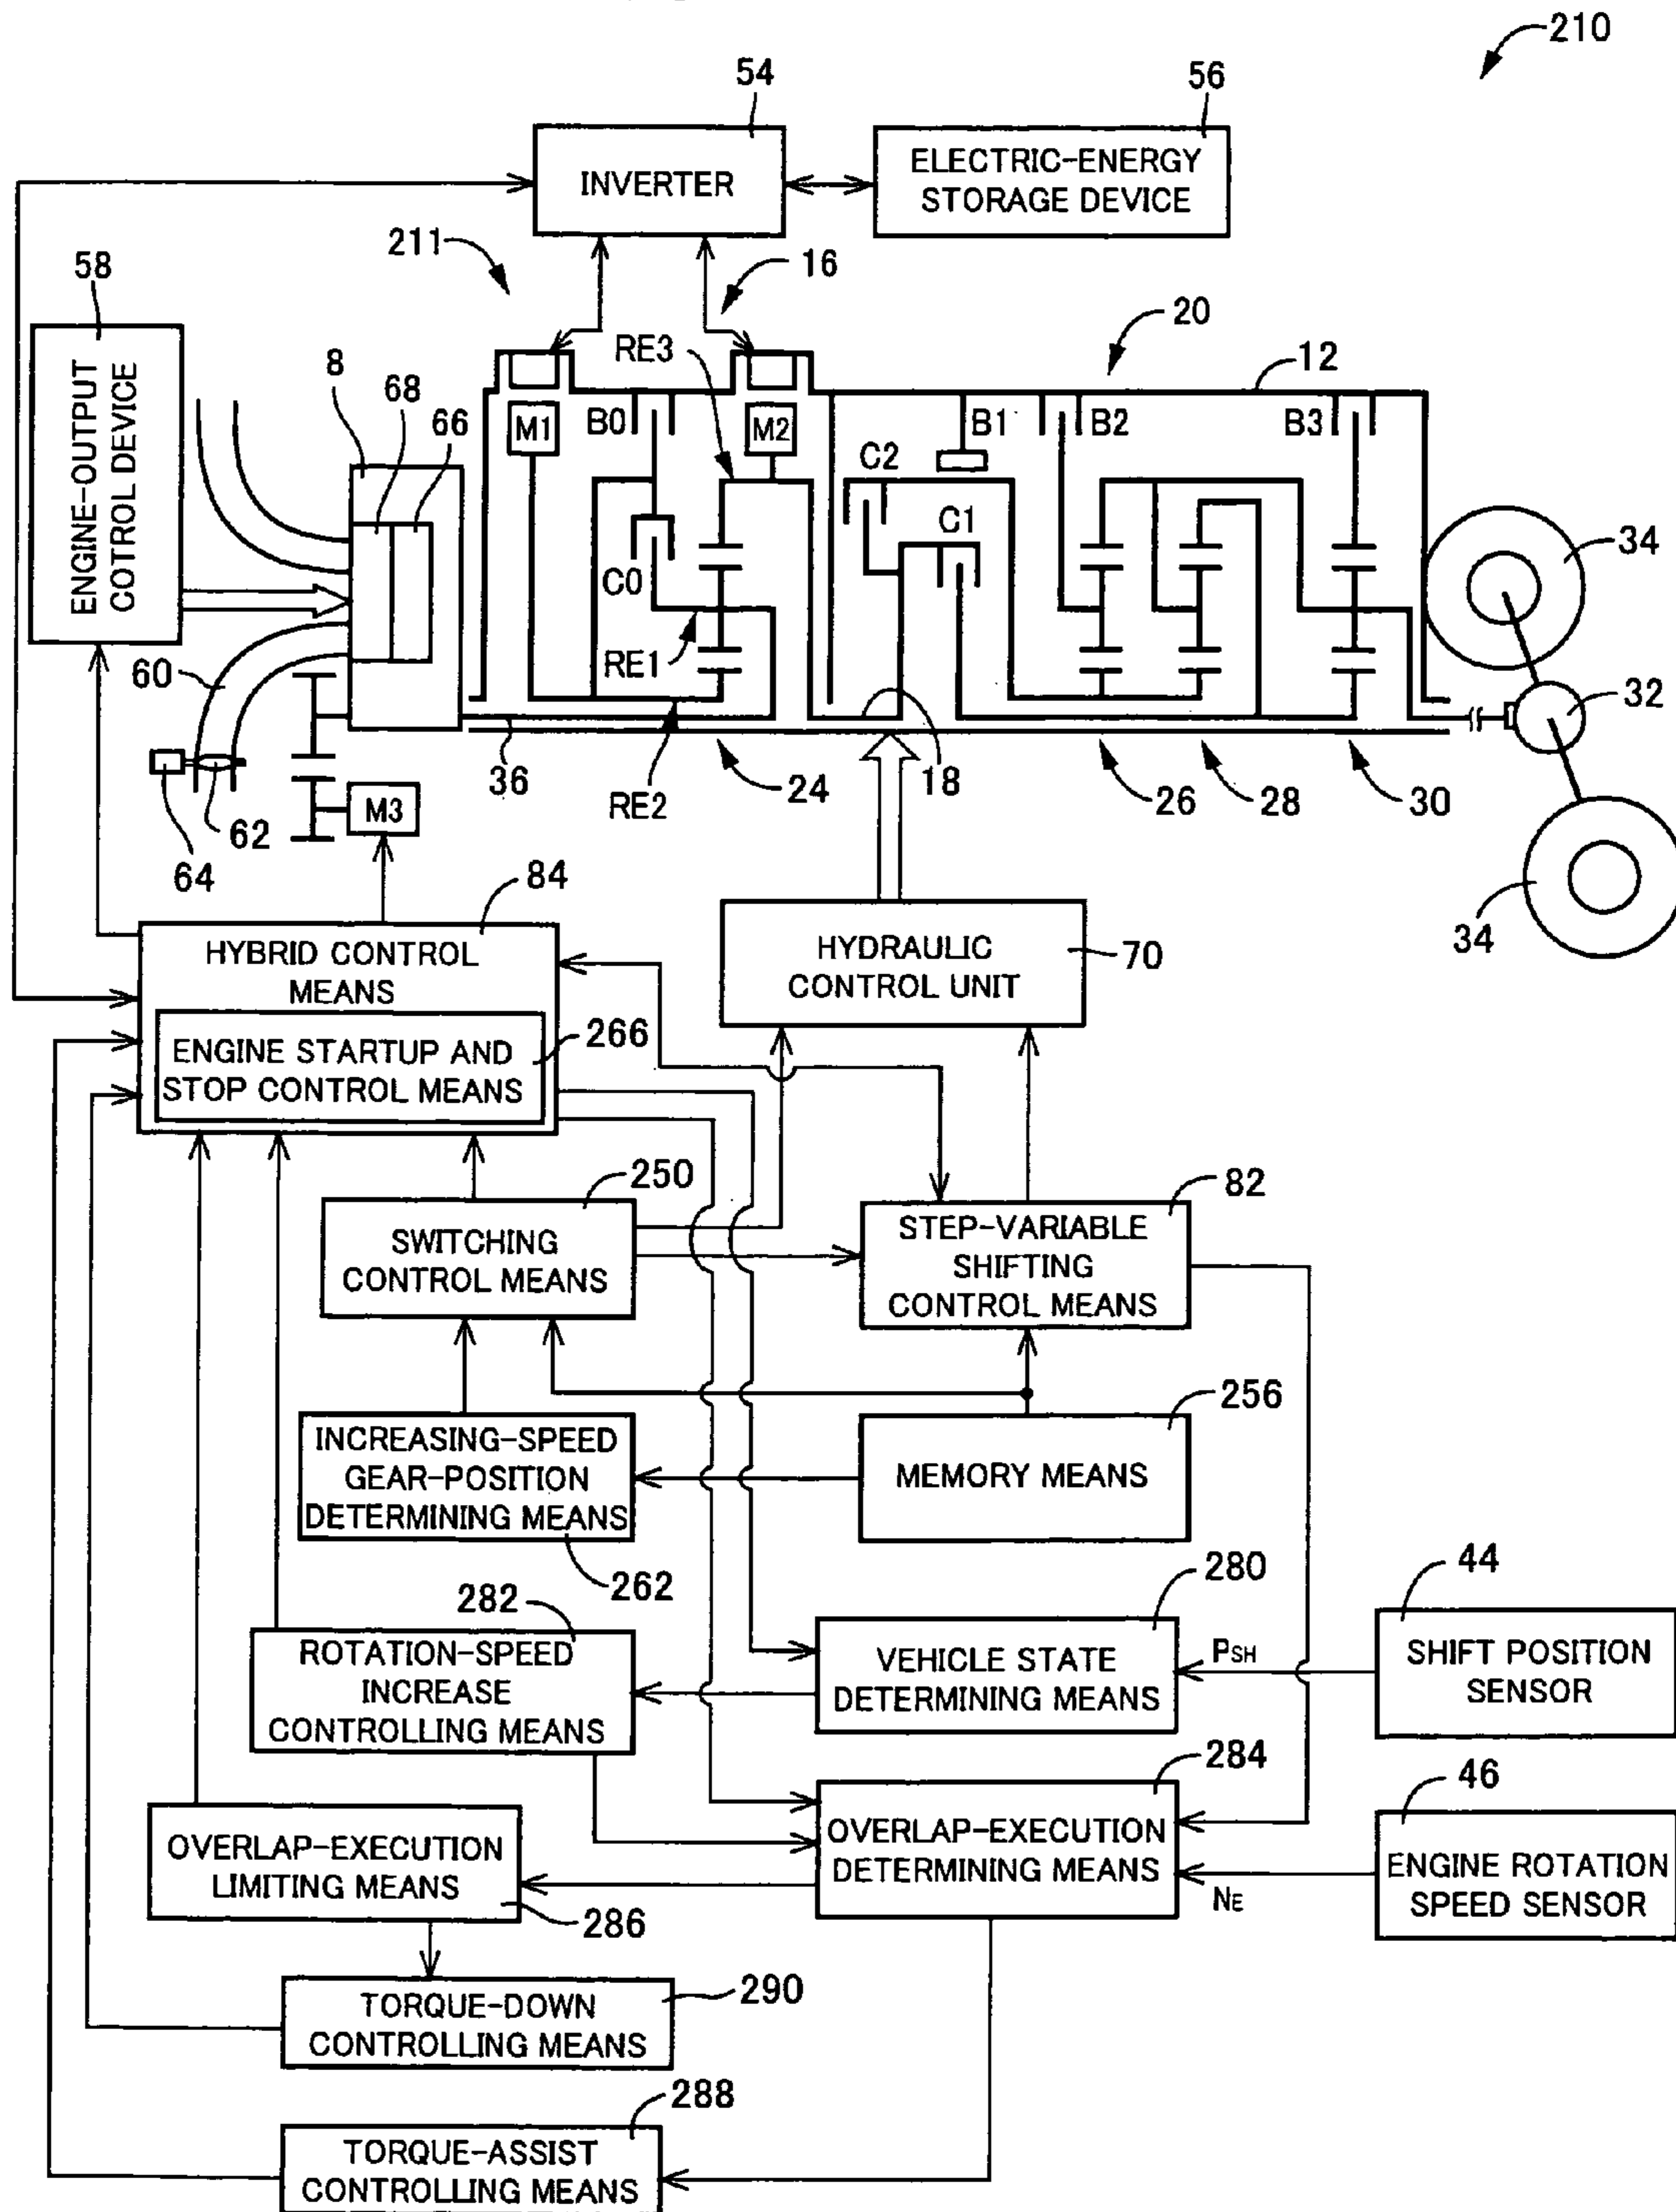 210
54
56
INVERTER
ELECTRIC-ENERGY
STORAGE DEVICE
211
16
58
20
RE3
12
8
68
66
ENGINE-OUTPUT
COTROL DEVICE
M1
B0
M2
B1
B2
B3
C2
C1
C0
34
RE1
60
32
36
RE2
24
18
26
28
30
M3
62
64
34
84
HYBRID CONTROL
MEANS
HYDRAULIC
CONTROL UNIT
70
ENGINE STARTUP AND
STOP CONTROL MEANS
266
250
82
SWITCHING
CONTROL MEANS
STEP-VARIABLE
SHIFTING
CONTROL MEANS
256
INCREASING-SPEED
GEAR-POSITION
DETERMINING MEANS
MEMORY MEANS
262
282
280
44
ROTATION-SPEED
INCREASE
CONTROLLING MEANS
VEHICLE STATE
DETERMINING MEANS
PSH
SHIFT POSITION
SENSOR
284
46
OVERLAP-EXECUTION
LIMITING MEANS
286
OVERLAP-EXECUTION
DETERMINING MEANS
NE
ENGINE ROTATION
SPEED SENSOR
TORQUE-DOWN
CONTROLLING MEANS
290
288
TORQUE-ASSIST
CONTROLLING MEANS